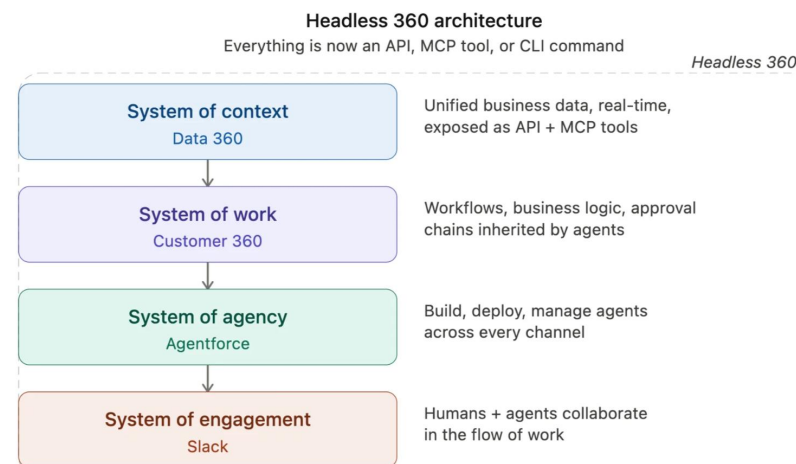 Headless 360 architecture
Everything is now an API, MCP tool, or CLI command
Headless 360
System of context
Data 360
Unified business data, real-time,
exposed as API + MCP tools
System of work
Customer 360
Workflows, business logic, approval
chains inherited by agents
System of agency
Agentforce
Build, deploy, manage agents
across every channel
System of engagement
Slack
Humans + agents collaborate
in the flow of work